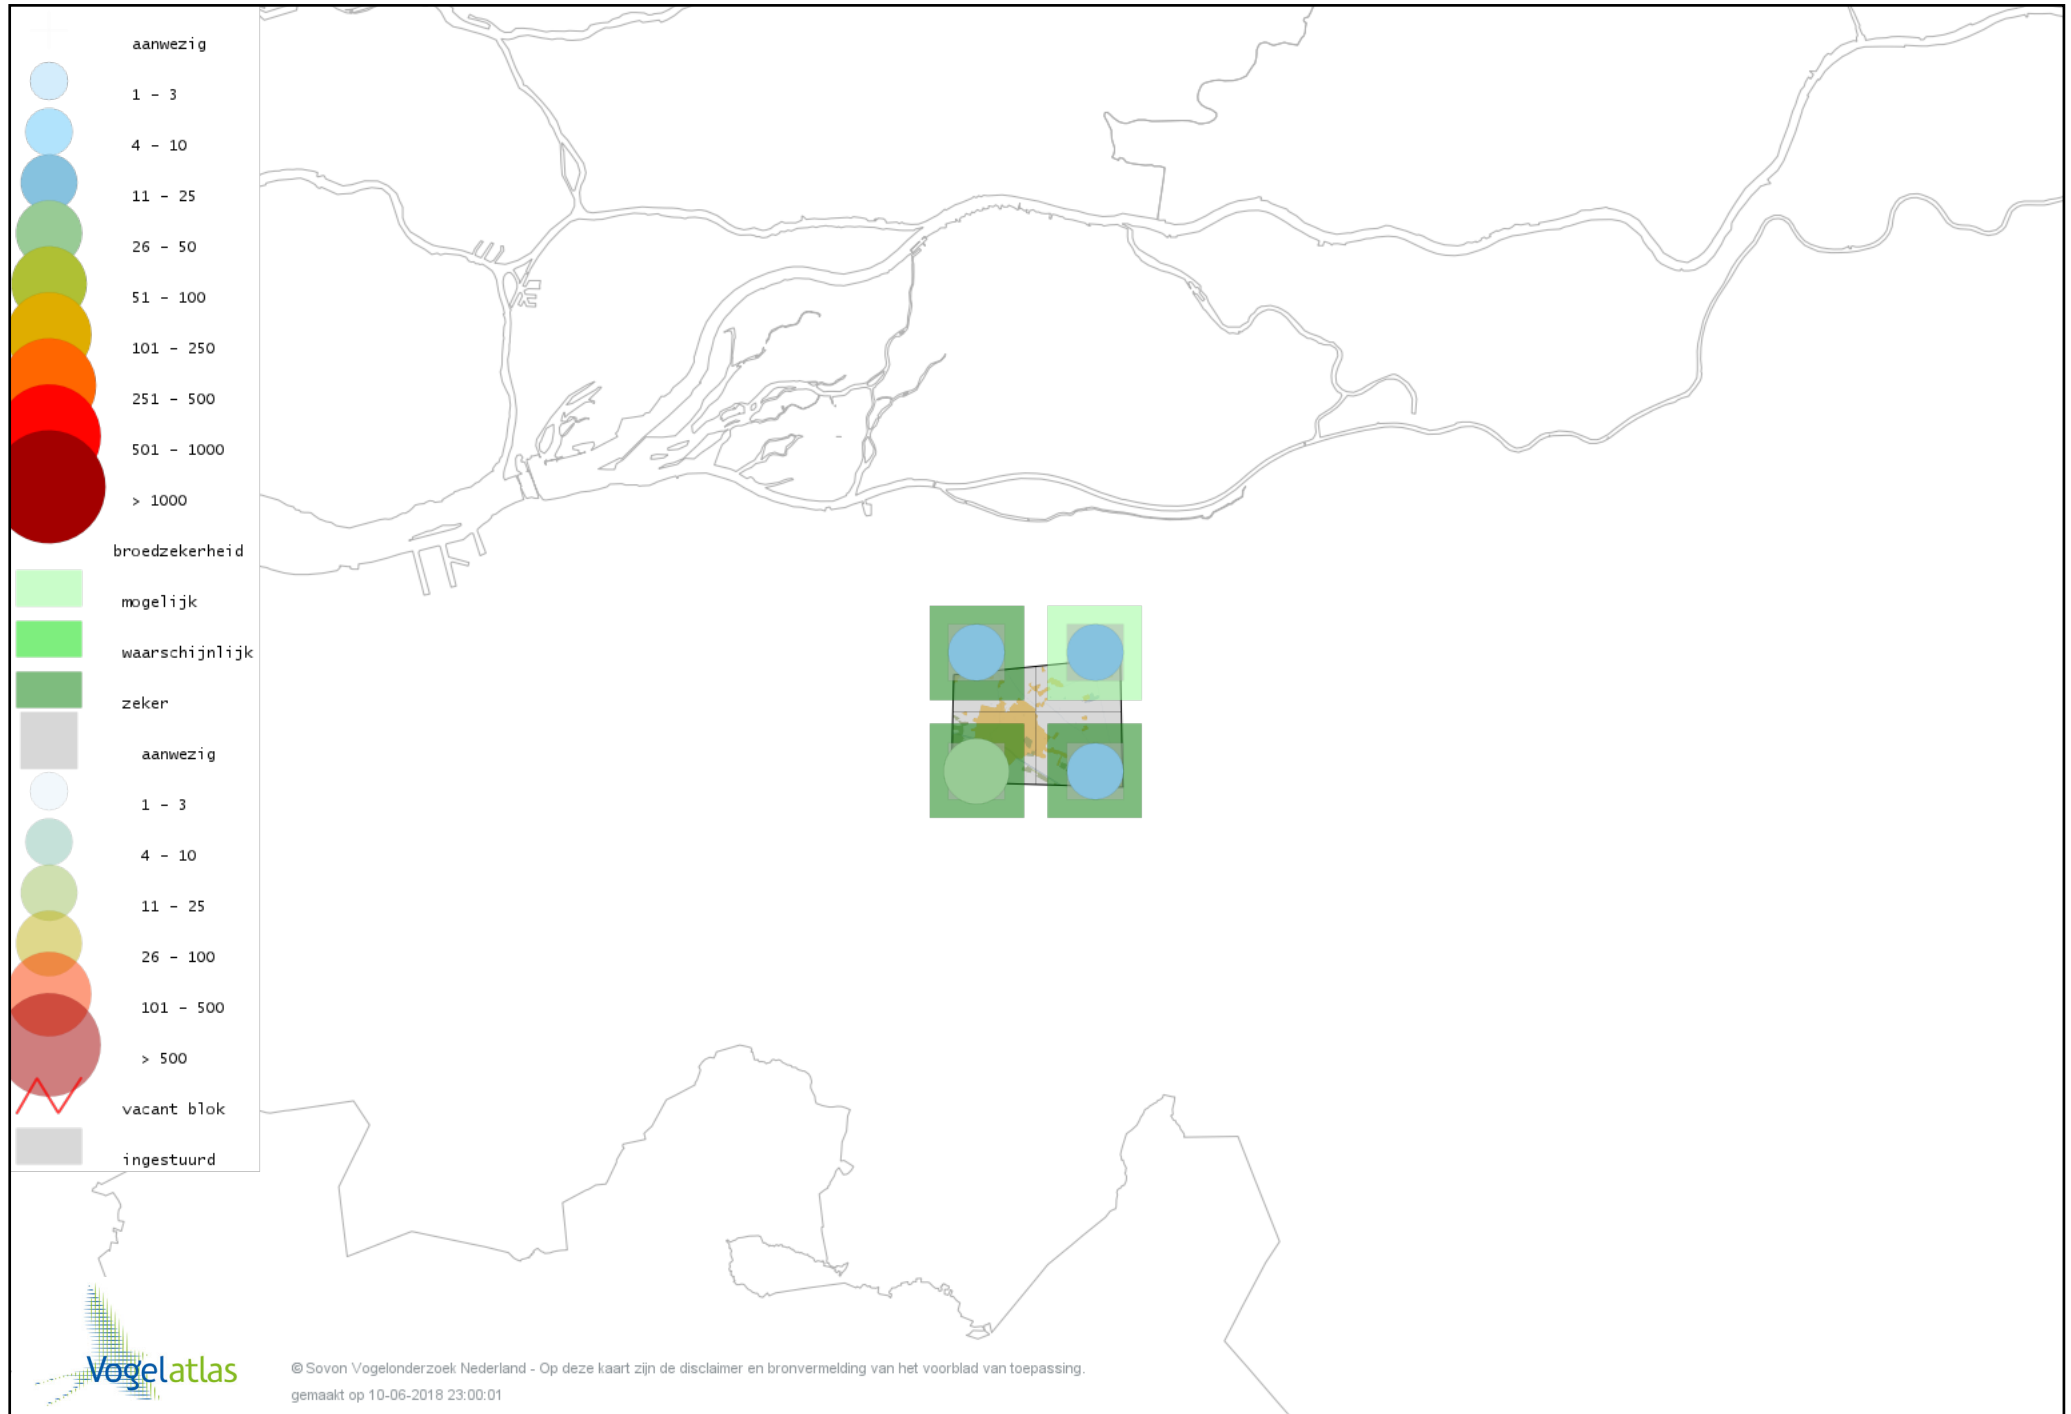 aanwezig
1 - 3
4 - 10
11 - 25
26 - 50
51 - 100
101 - 250
251 - 500
501 - 1000
> 1000
broedzekerheid
mogelijk
waarschijnlijk
zeker
aanwezig
1 - 3
4 - 10
11 - 25
26 - 100
101 - 500
> 500
vacant blok
ingestuurd
Vogelatlas
© Sovon Vogelonderzoek Nederland - Op deze kaart zijn de disclaimer en bronvermelding van het voorblad van toepassing.
gemaakt op 10-06-2018 23:00:01